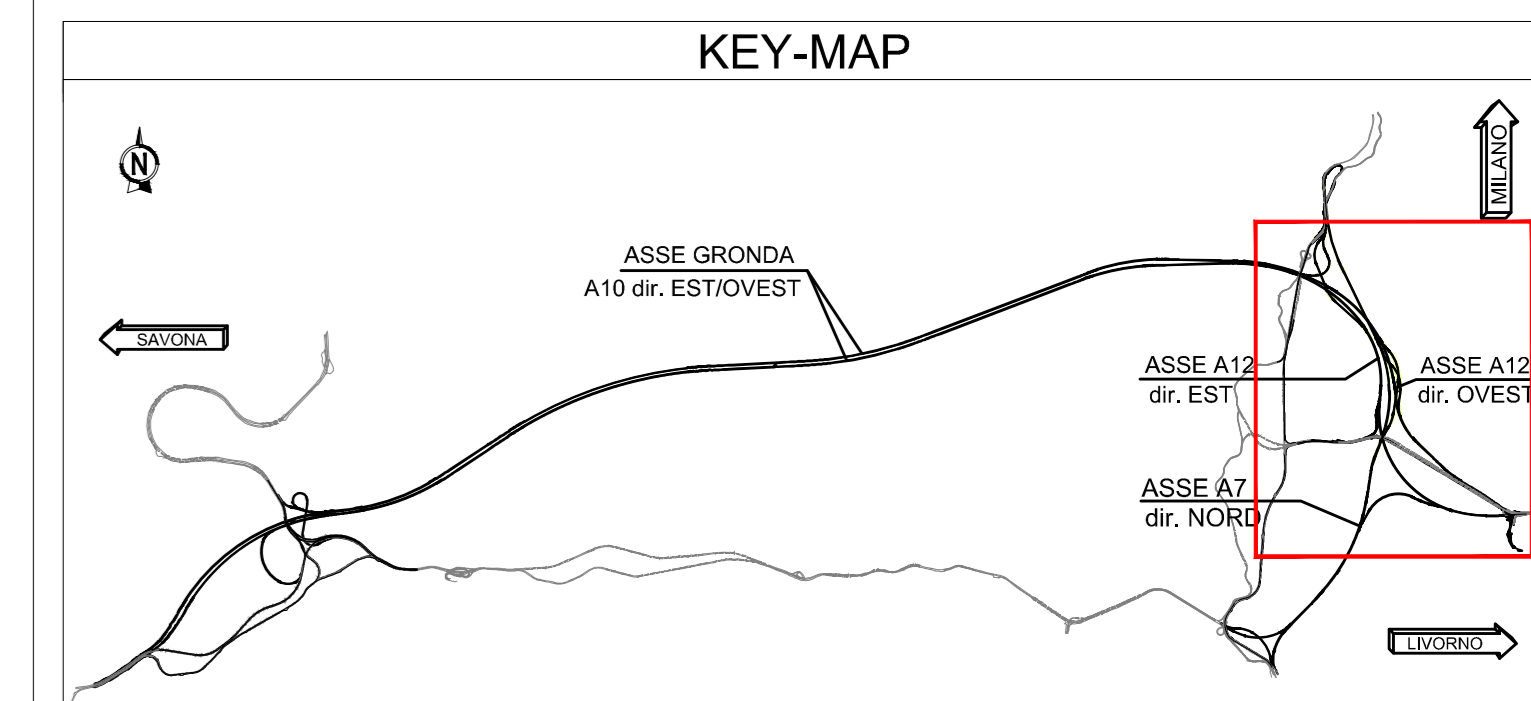 KEY-MAP
N
MILANO
ASSE GRONDA
A10 dir. EST/OVEST
SAVONA
ASSE A12
dir. EST
ASSE A12
dir. OVEST
ASSE A7
dir. NORD
LIVORNO